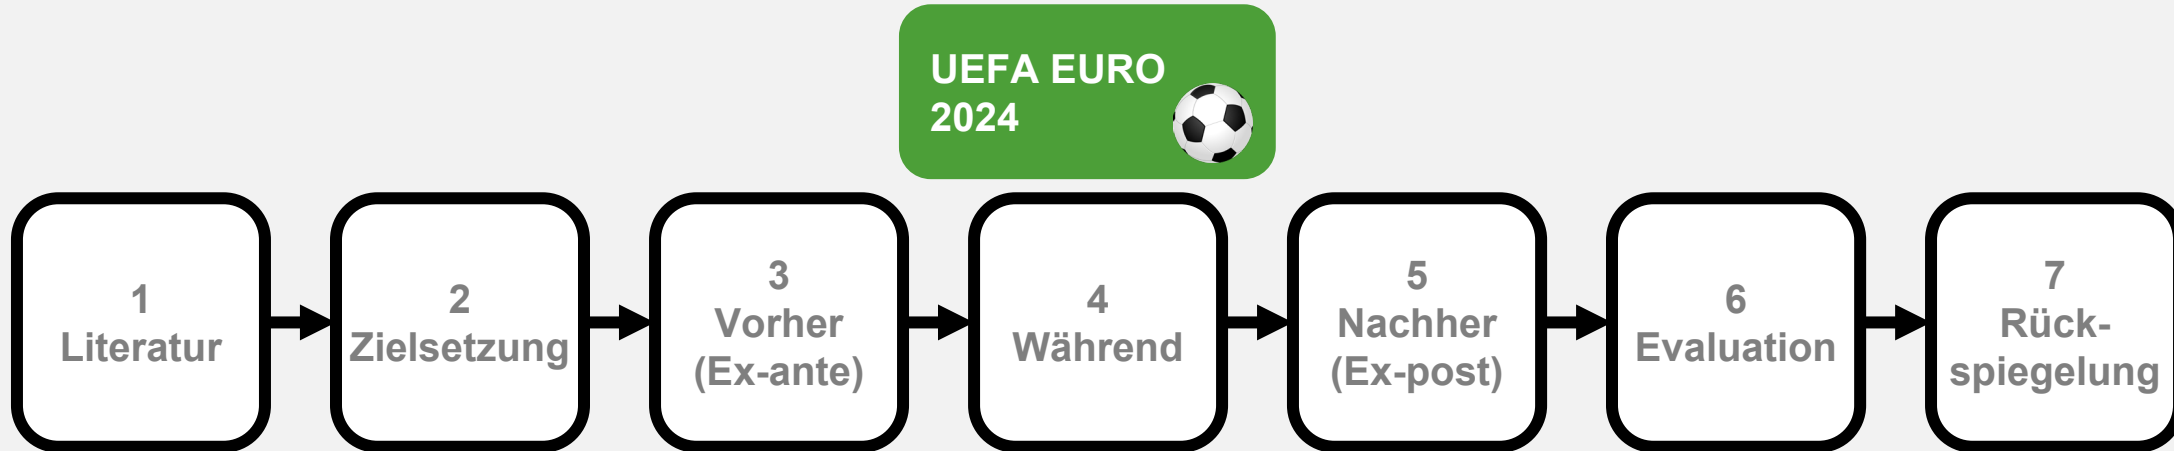 UEFA EURO
2024
1
Literatur
2
Zielsetzung
3
Vorher
(Ex-ante)
4
Während
5
Nachher
(Ex-post)
6
Evaluation
7
Rück-
spiegelung